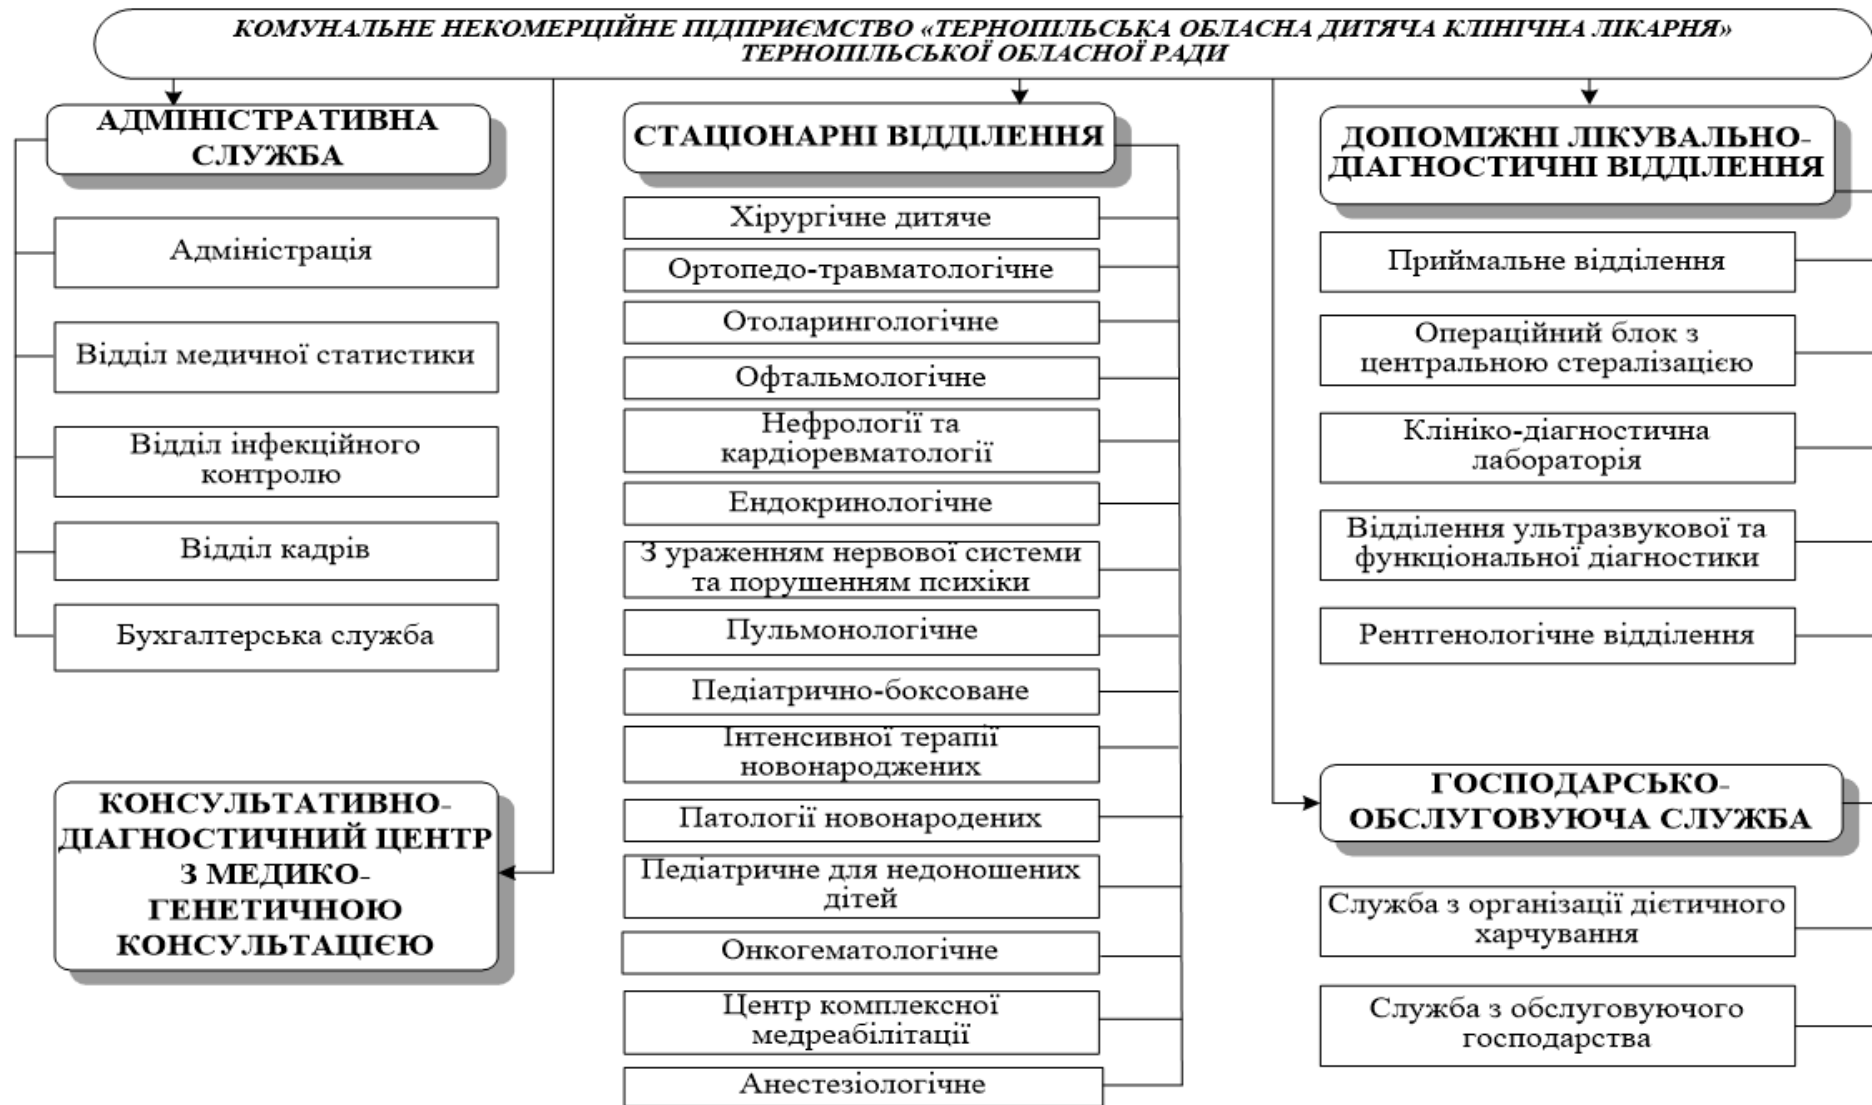 КОМУНАЛЬНЕ НЕКОМЕРЦІЙНЕ ПІДПРИЄМСТВО «ТЕРНОПІЛЬСЬКА ОБЛАСНА ДИТЯЧА КЛІНІЧНА ЛІКАРНЯ»
ТЕРНОПІЛЬСЬКОЇ ОБЛАСНОЇ РАДИ
АДМІНІСТРАТИВНА
СЛУЖБА
Адміністрація
Відділ медичної статистики
Відділ інфекційного
контролю
Відділ кадрів
Бухгалтерська служба
КОНСУЛЬТАТИВНО-
ДІАГНОСТИЧНИЙ ЦЕНТР
З МЕДИКО-
ГЕНЕТИЧНОЮ
КОНСУЛЬТАЦІЄЮ
СТАЦІОНАРНІ ВІДДІЛЕННЯ
Хірургічне дитяче
Ортопедо-травматологічне
Отоларингологічне
Офтальмологічне
Нефрології та
кардіоревматології
Ендокринологічне
З ураженням нервової системи
та порушенням психіки
Пульмонологічне
Педіатрично-боксоване
Інтенсивної терапії
новонароджених
Патології новонародених
Педіатричне для недоношених
дітей
Онкогематологічне
Центр комплексної
медреабілітації
Анестезіологічне
ДОПОМІЖНІ ЛІКУВАЛЬНО-
ДІАГНОСТИЧНІ ВІДДІЛЕННЯ
Приймальне відділення
Операційний блок з
центральною стералізацією
Клініко-діагностична
лабораторія
Відділення ультразвукової та
функціональної діагностики
Рентгенологічне відділення
ГОСПОДАРСЬКО-
ОБСЛУГОВУЮЧА СЛУЖБА
Служба з організації дієтичного
харчування
Служба з обслуговуючого
господарства